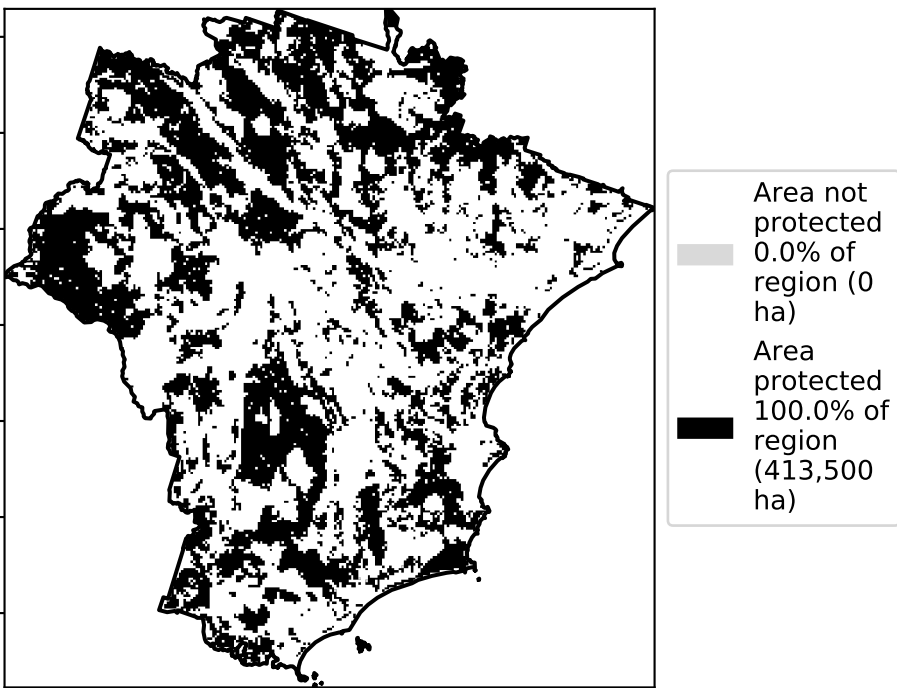 Area not
protected
0.0% of
region (0
ha)
Area
protected
100.0% of
region
(413,500
ha)